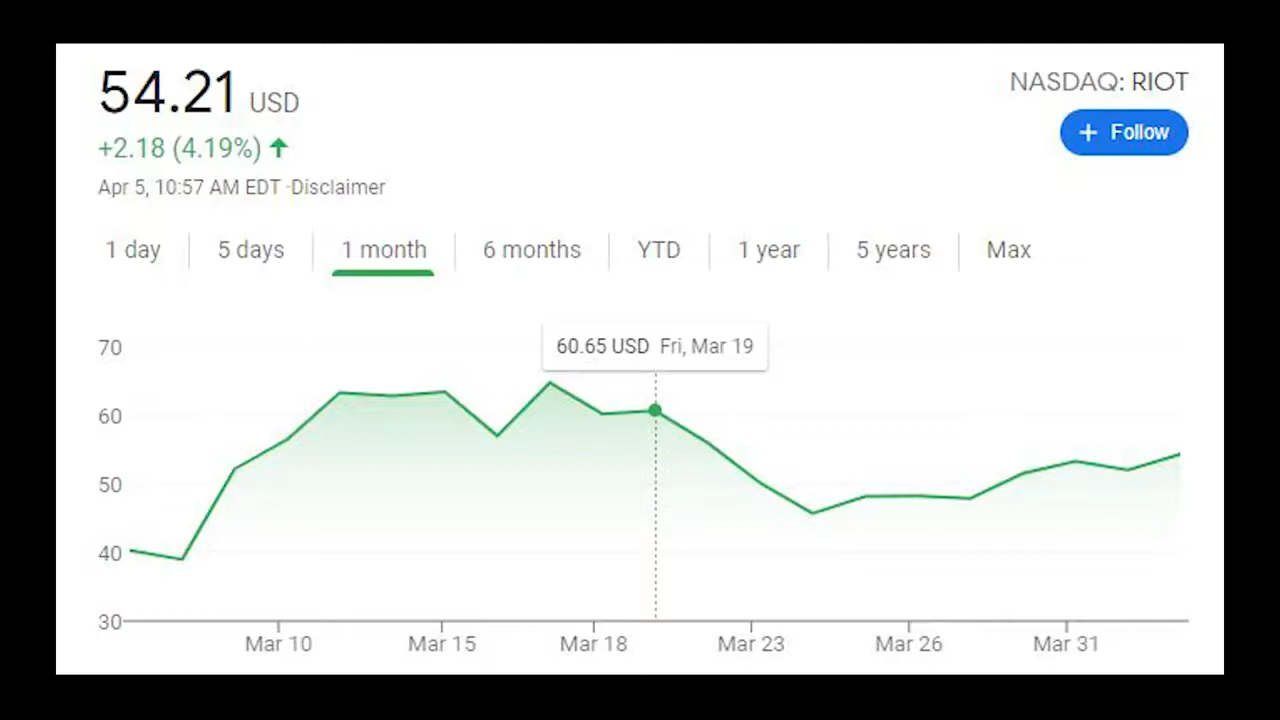 54.21 USD
NASDAQ: RIOT
+2.18 (4.19%)
+ Follow
Apr 5, 10:57 AM EDT ·Disclaimer
1 day 5 days 1 month 6 months YTD 1 year 5 years Max
60.65 USD Fri, Mar 19
70
60
50
40
30
Mar 10 Mar 15 Mar 18 Mar 23 Mar 26 Mar 31